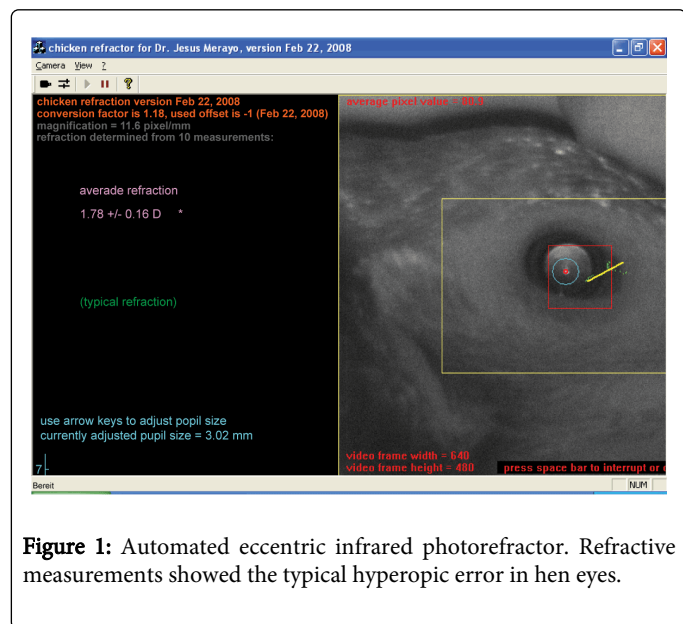 chicken refractor for Dr. Jesus Merayo, version Feb 22, 2008
Camera View ?
chicken refraction version Feb 22, 2008
conversion factor is 1.18, used offset is -1 (Feb 22, 2008)
magnification = 11.6 pixel/mm
refraction determined from 10 measurements:
average pixel value =
averade refraction
1.78 +/- 0.16 D *
(typical refraction)
use arrow keys to adjust popil size
currently adjusted pupil size = 3.02 mm
7
video frame width = 640
video frame height = 480
press space bar to interrupt or
Bereit
NUM
Figure 1: Automated eccentric infrared photorefractor. Refractive
measurements showed the typical hyperopic error in hen eyes.